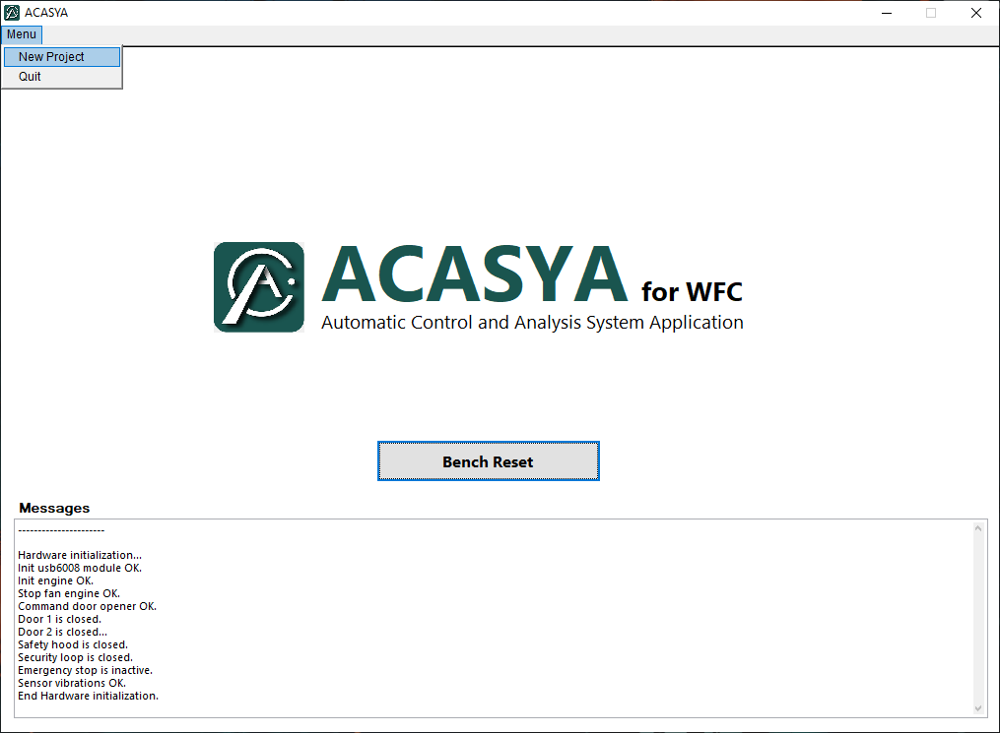 ACASYA
Menu
New Project
Quit
ACASYA for WFC
Automatic Control and Analysis System Application
Bench Reset
Messages
----------------------
Hardware initialization...
Init usb6008 module OK.
Init engine OK.
Stop fan engine OK.
Command door opener OK.
Door 1 is closed.
Door 2 is closed...
Safety hood is closed.
Security loop is closed.
Emergency stop is inactive.
Sensor vibrations OK.
End Hardware initialization.